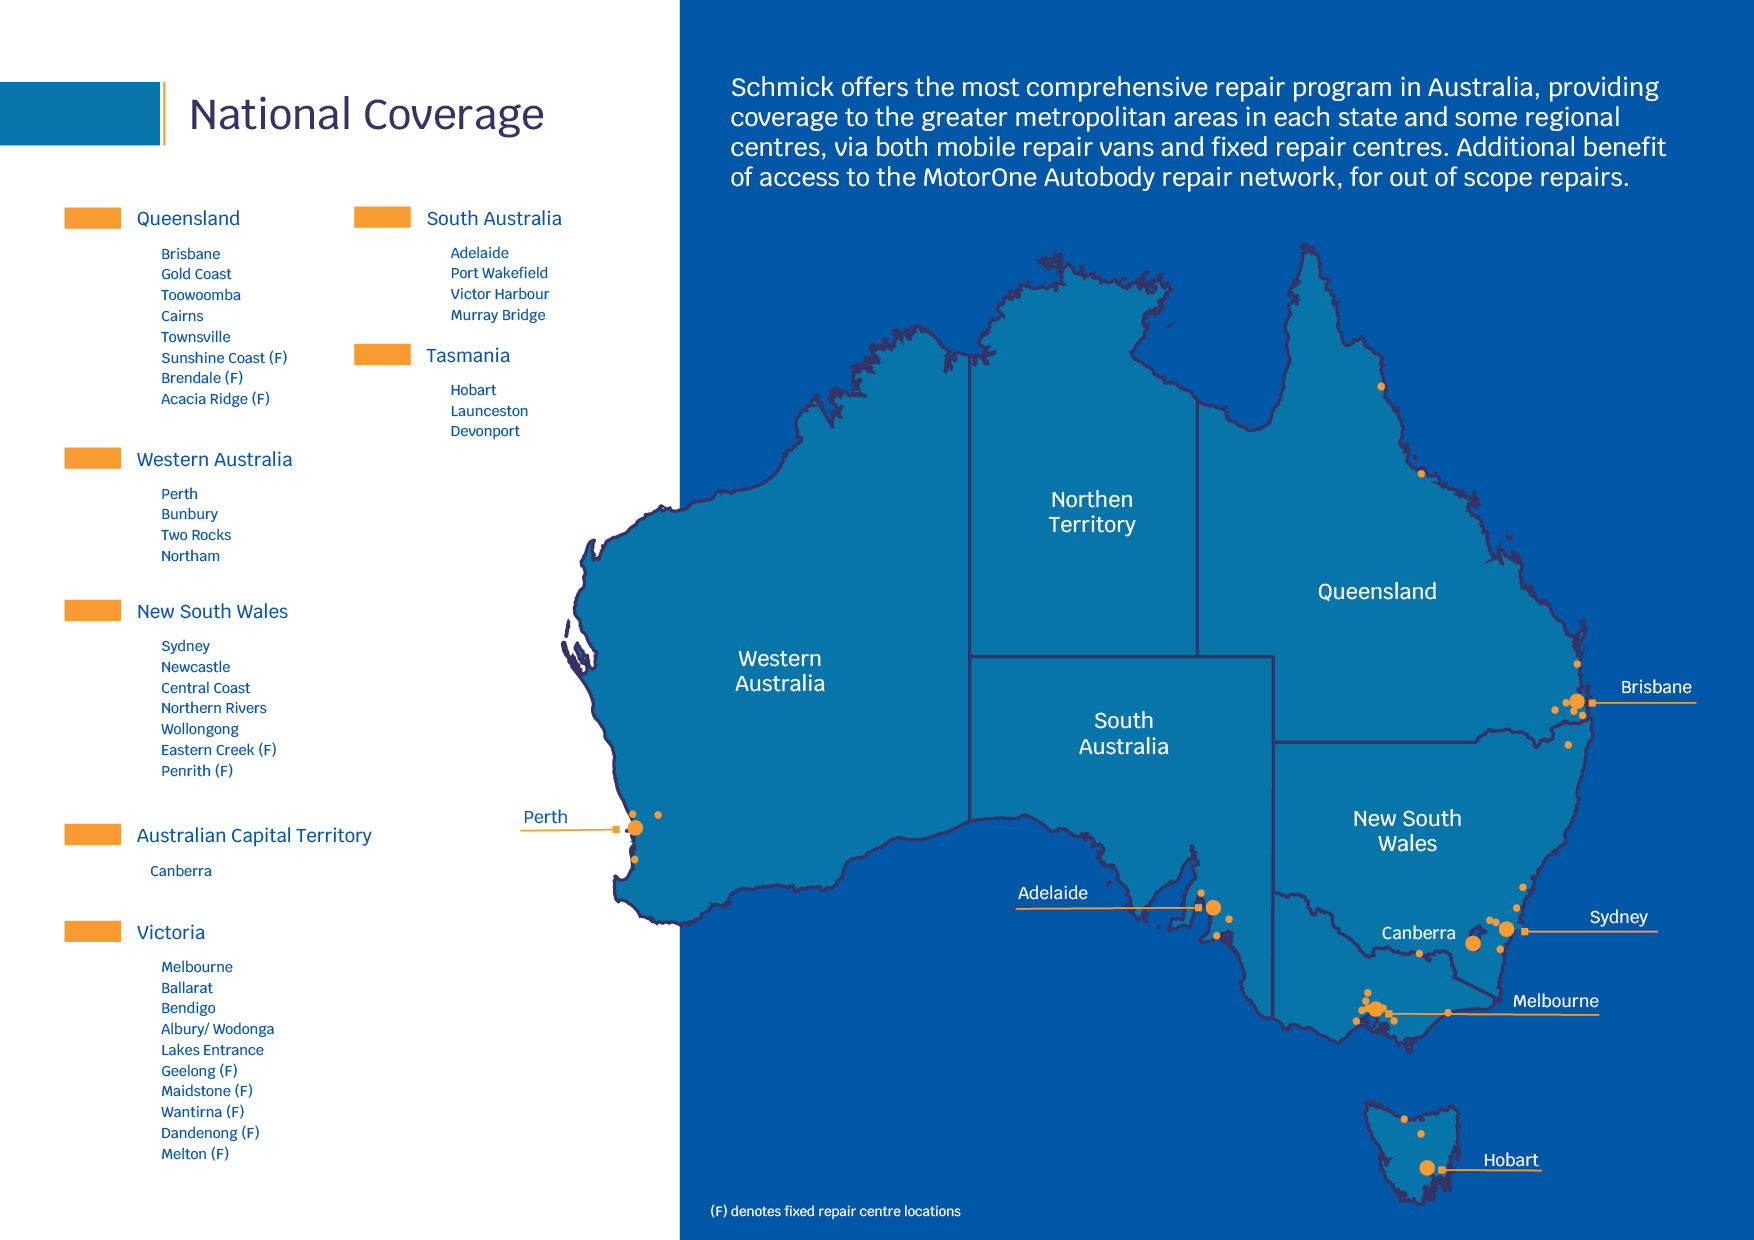 National Coverage
Queensland
Brisbane
Gold Coast
Toowoomba
Cairns
Townsville
Sunshine Coast (F)
Brendale (F)
Acacia Ridge (F)
Western Australia
Perth
Bunbury
Two Rocks
Northam
New South Wales
Sydney
Newcastle
Central Coast
Northern Rivers
Wollongong
Eastern Creek (F)
Penrith (F)
Australian Capital Territory
Canberra
Victoria
Melbourne
Ballarat
Bendigo
Albury/ Wodonga
Lakes Entrance
Geelong (F)
Maidstone (F)
Wantirna (F)
Dandenong (F)
Melton (F)
South Australia
Adelaide
Port Wakefield
Victor Harbour
Murray Bridge
Tasmania
Hobart
Launceston
Devonport
Schmick offers the most comprehensive repair program in Australia, providing
coverage to the greater metropolitan areas in each state and some regional
centres, via both mobile repair vans and fixed repair centres. Additional benefit
of access to the MotorOne Autobody repair network, for out of scope repairs.
Northen
Territory
Queensland
Western
Australia
South
Australia
New South
Wales
Brisbane
Perth
Adelaide
Canberra
Sydney
Melbourne
Hobart
(F) denotes fixed repair centre locations